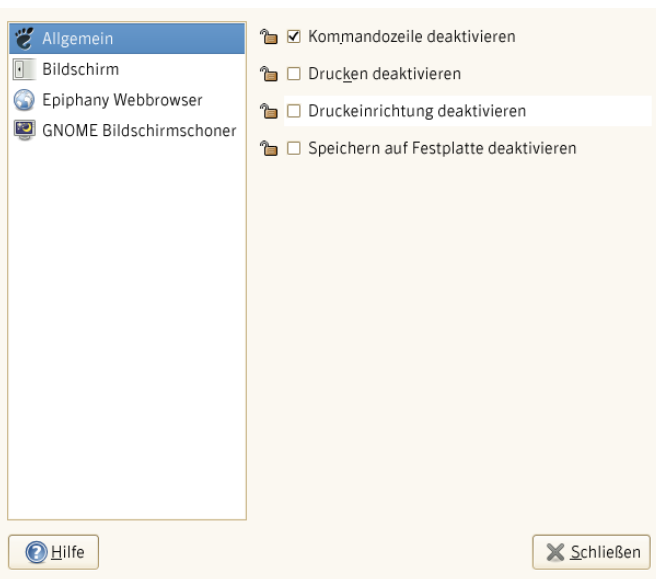 Allgemein
Bildschirm
Epiphany Webbrowser
GNOME Bildschirmschoner
Kommandozeile deaktivieren
Drucken deaktivieren
Druckeinrichtung deaktivieren
Speichern auf Festplatte deaktivieren
Hilfe
Schließen